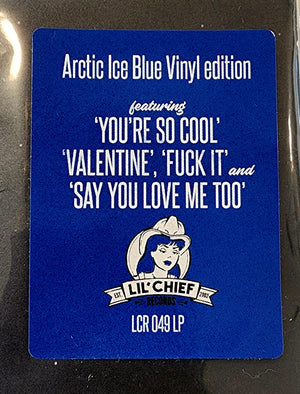 Arctic Ice Blue Vinyl edition
featuring
'YOU'RE SO COOL'
'VALENTINE', 'FUCK IT' and
'SAY YOU LOVE ME TOO'
LIL' CHIEF
EST. RECORDS 2002
LCR 049 LP